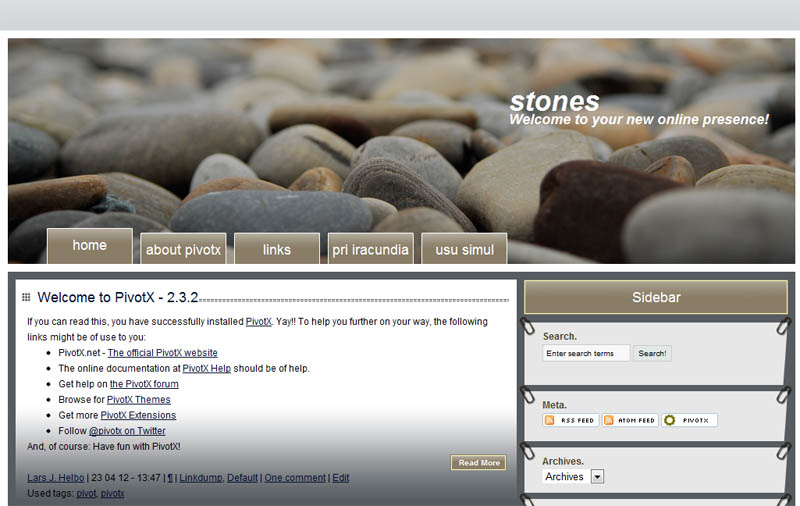 stones
Welcome to your new online presence!
home
about pivotx
links
pri iracundia
usu simul
Welcome to PivotX - 2.3.2
If you can read this, you have successfully installed PivotX. Yay!! To help you further on your way, the following
links might be of use to you:
PivotX.net - The official PivotX website
The online documentation at PivotX Help should be of help.
Get help on the PivotX forum
Browse for PivotX Themes
Get more PivotX Extensions
Follow @pivotx on Twitter
And, of course: Have fun with PivotX!
Read More
Lars J. Helbo | 23 04 12 - 13:47 | ¶ | Linkdump, Default | One comment | Edit
Used tags: pivot, pivotx
Sidebar
Search.
Enter search terms
Search!
Meta.
RSS FEED
ATOM FEED
PIVOTX
Archives.
Archives